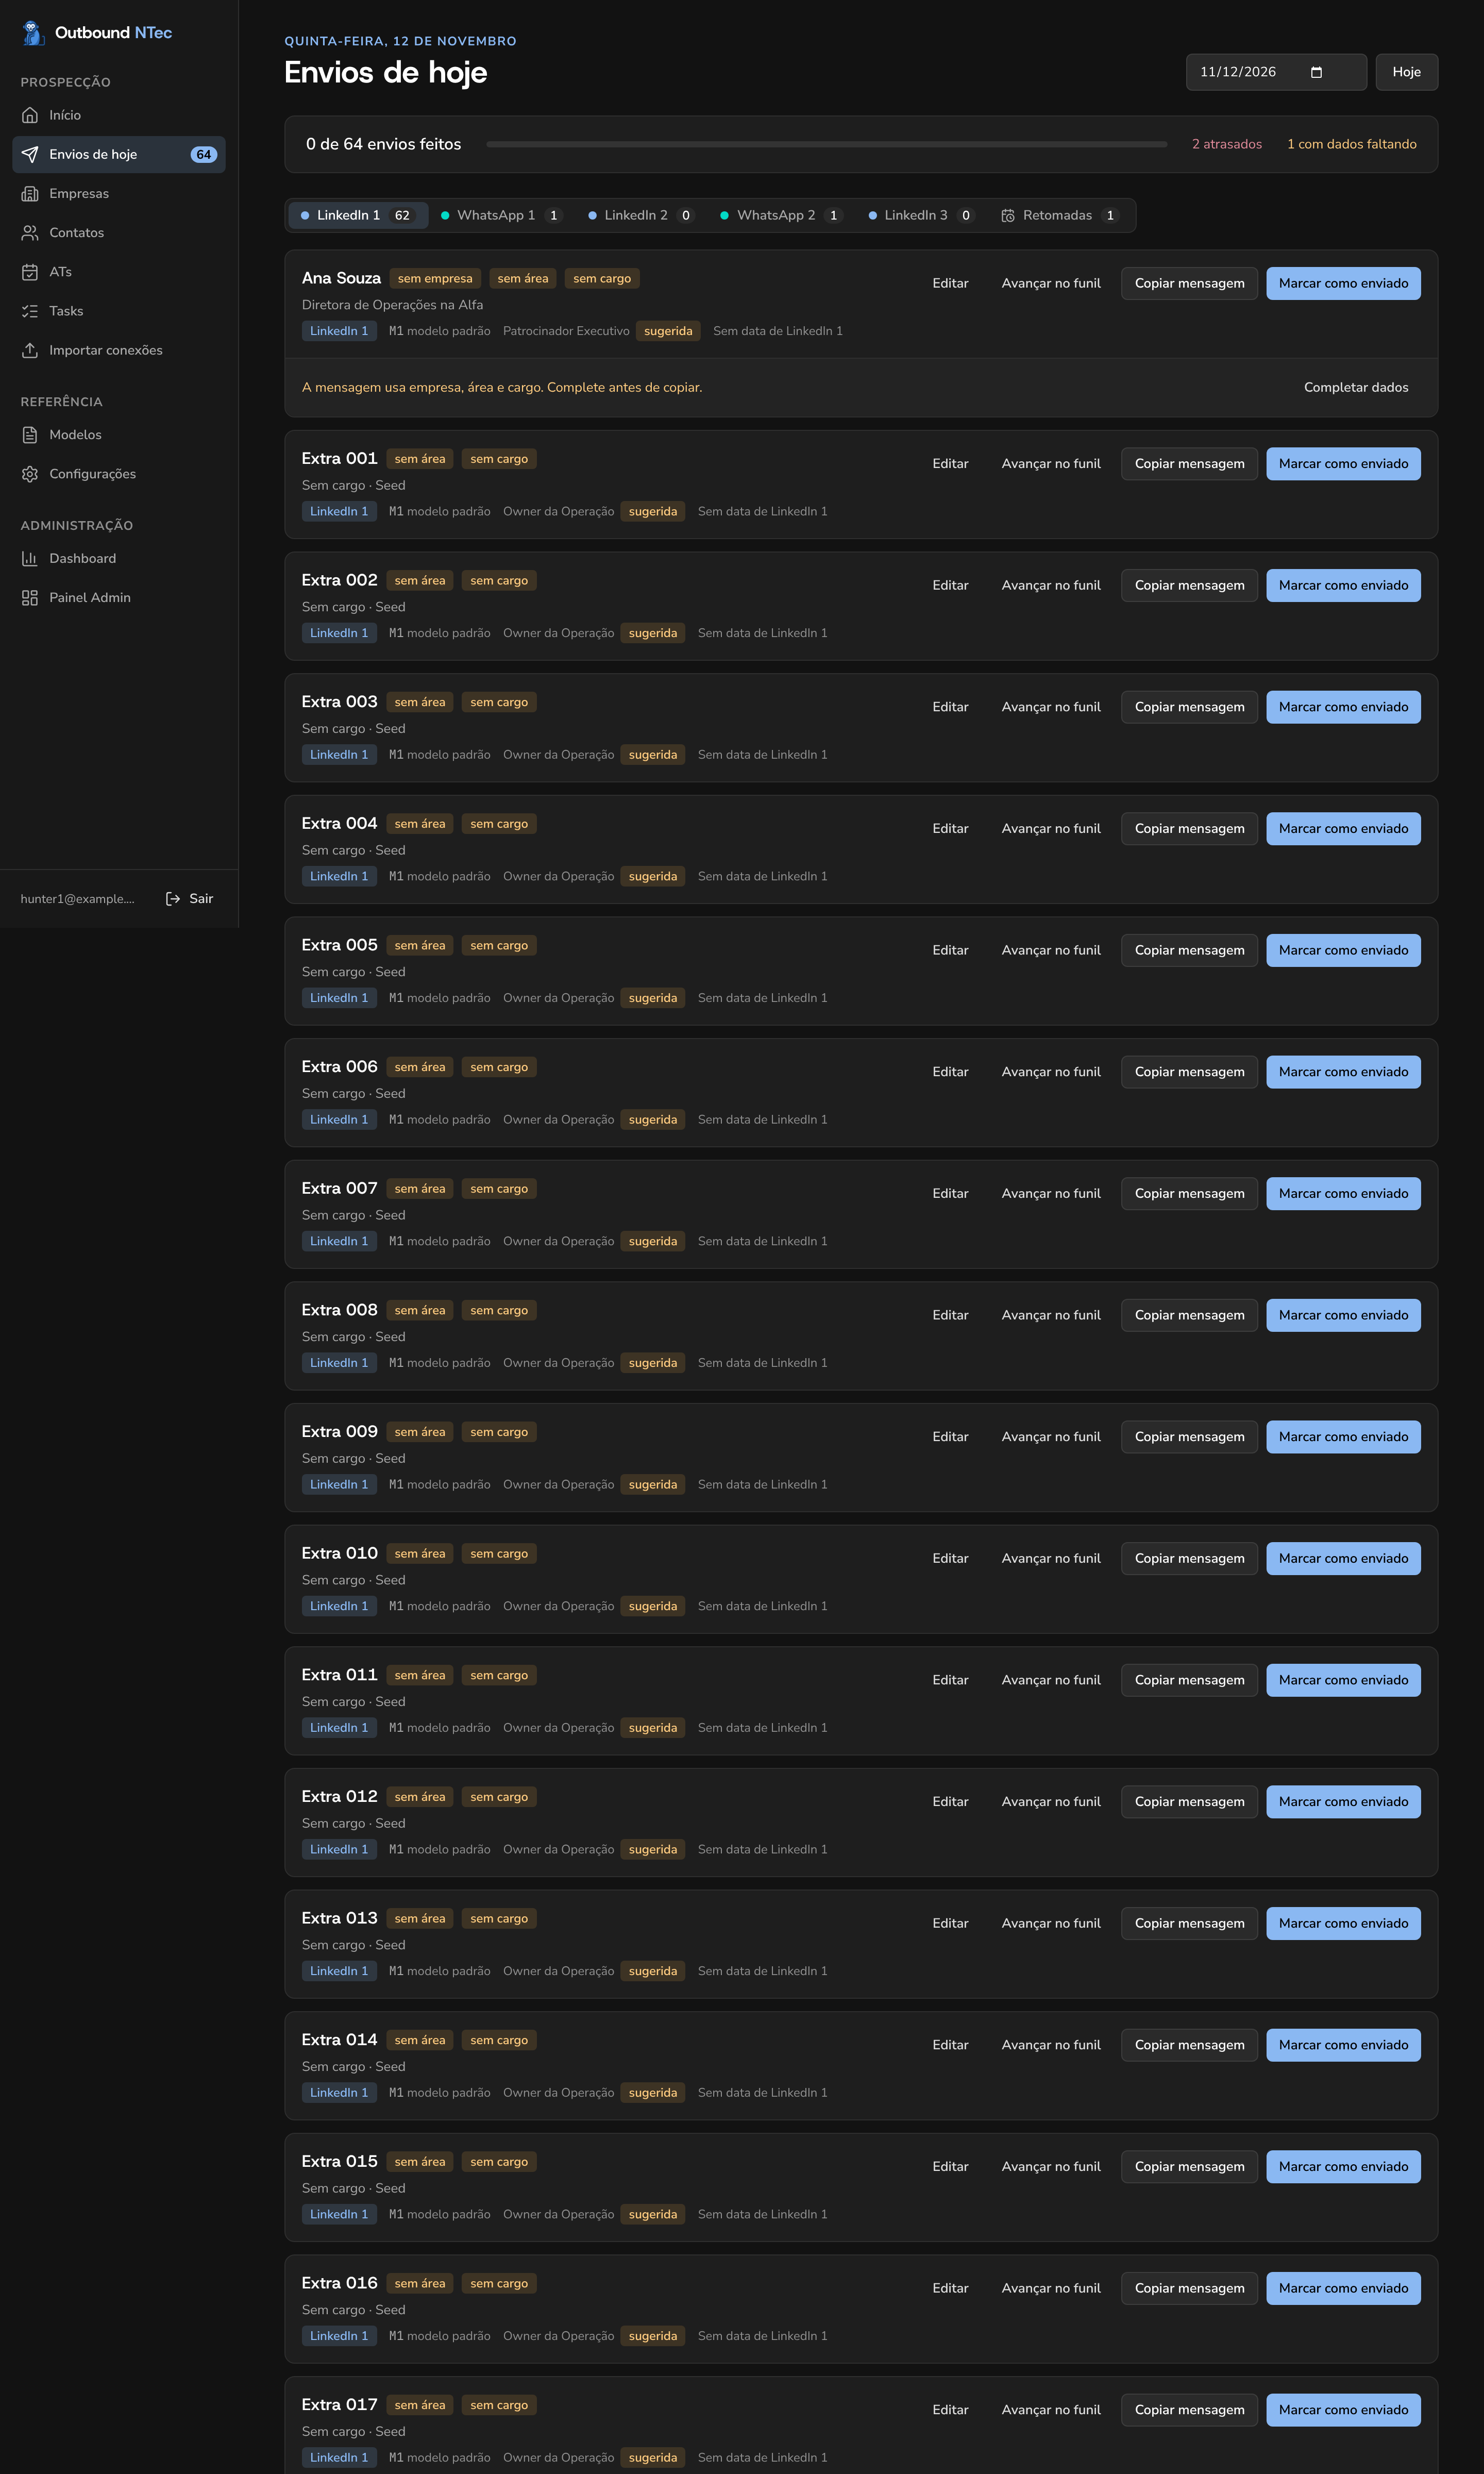 Outbound NTec
PROSPECÇÃO
Início
Envios de hoje 64
Empresas
Contatos
ATs
Tasks
Importar conexões
REFERÊNCIA
Modelos
Configurações
ADMINISTRAÇÃO
Dashboard
Painel Admin
hunter1@example.... Sair
QUINTA-FEIRA, 12 DE NOVEMBRO
Envios de hoje
11/12/2026 Hoje
0 de 64 envios feitos 2 atrasados 1 com dados faltando
LinkedIn 1 62 WhatsApp 1 1 LinkedIn 2 0 WhatsApp 2 1 LinkedIn 3 0 Retomadas 1
Ana Souza sem empresa sem área sem cargo Editar Avançar no funil Copiar mensagem Marcar como enviado
Diretora de Operações na Alfa
LinkedIn 1 M1 modelo padrão Patrocinador Executivo sugerida Sem data de LinkedIn 1
A mensagem usa empresa, área e cargo. Complete antes de copiar. Completar dados
Extra 001 sem área sem cargo Editar Avançar no funil Copiar mensagem Marcar como enviado
Sem cargo · Seed
LinkedIn 1 M1 modelo padrão Owner da Operação sugerida Sem data de LinkedIn 1
Extra 002 sem área sem cargo Editar Avançar no funil Copiar mensagem Marcar como enviado
Sem cargo · Seed
LinkedIn 1 M1 modelo padrão Owner da Operação sugerida Sem data de LinkedIn 1
Extra 003 sem área sem cargo Editar Avançar no funil Copiar mensagem Marcar como enviado
Sem cargo · Seed
LinkedIn 1 M1 modelo padrão Owner da Operação sugerida Sem data de LinkedIn 1
Extra 004 sem área sem cargo Editar Avançar no funil Copiar mensagem Marcar como enviado
Sem cargo · Seed
LinkedIn 1 M1 modelo padrão Owner da Operação sugerida Sem data de LinkedIn 1
Extra 005 sem área sem cargo Editar Avançar no funil Copiar mensagem Marcar como enviado
Sem cargo · Seed
LinkedIn 1 M1 modelo padrão Owner da Operação sugerida Sem data de LinkedIn 1
Extra 006 sem área sem cargo Editar Avançar no funil Copiar mensagem Marcar como enviado
Sem cargo · Seed
LinkedIn 1 M1 modelo padrão Owner da Operação sugerida Sem data de LinkedIn 1
Extra 007 sem área sem cargo Editar Avançar no funil Copiar mensagem Marcar como enviado
Sem cargo · Seed
LinkedIn 1 M1 modelo padrão Owner da Operação sugerida Sem data de LinkedIn 1
Extra 008 sem área sem cargo Editar Avançar no funil Copiar mensagem Marcar como enviado
Sem cargo · Seed
LinkedIn 1 M1 modelo padrão Owner da Operação sugerida Sem data de LinkedIn 1
Extra 009 sem área sem cargo Editar Avançar no funil Copiar mensagem Marcar como enviado
Sem cargo · Seed
LinkedIn 1 M1 modelo padrão Owner da Operação sugerida Sem data de LinkedIn 1
Extra 010 sem área sem cargo Editar Avançar no funil Copiar mensagem Marcar como enviado
Sem cargo · Seed
LinkedIn 1 M1 modelo padrão Owner da Operação sugerida Sem data de LinkedIn 1
Extra 011 sem área sem cargo Editar Avançar no funil Copiar mensagem Marcar como enviado
Sem cargo · Seed
LinkedIn 1 M1 modelo padrão Owner da Operação sugerida Sem data de LinkedIn 1
Extra 012 sem área sem cargo Editar Avançar no funil Copiar mensagem Marcar como enviado
Sem cargo · Seed
LinkedIn 1 M1 modelo padrão Owner da Operação sugerida Sem data de LinkedIn 1
Extra 013 sem área sem cargo Editar Avançar no funil Copiar mensagem Marcar como enviado
Sem cargo · Seed
LinkedIn 1 M1 modelo padrão Owner da Operação sugerida Sem data de LinkedIn 1
Extra 014 sem área sem cargo Editar Avançar no funil Copiar mensagem Marcar como enviado
Sem cargo · Seed
LinkedIn 1 M1 modelo padrão Owner da Operação sugerida Sem data de LinkedIn 1
Extra 015 sem área sem cargo Editar Avançar no funil Copiar mensagem Marcar como enviado
Sem cargo · Seed
LinkedIn 1 M1 modelo padrão Owner da Operação sugerida Sem data de LinkedIn 1
Extra 016 sem área sem cargo Editar Avançar no funil Copiar mensagem Marcar como enviado
Sem cargo · Seed
LinkedIn 1 M1 modelo padrão Owner da Operação sugerida Sem data de LinkedIn 1
Extra 017 sem área sem cargo Editar Avançar no funil Copiar mensagem Marcar como enviado
Sem cargo · Seed
LinkedIn 1 M1 modelo padrão Owner da Operação sugerida Sem data de LinkedIn 1